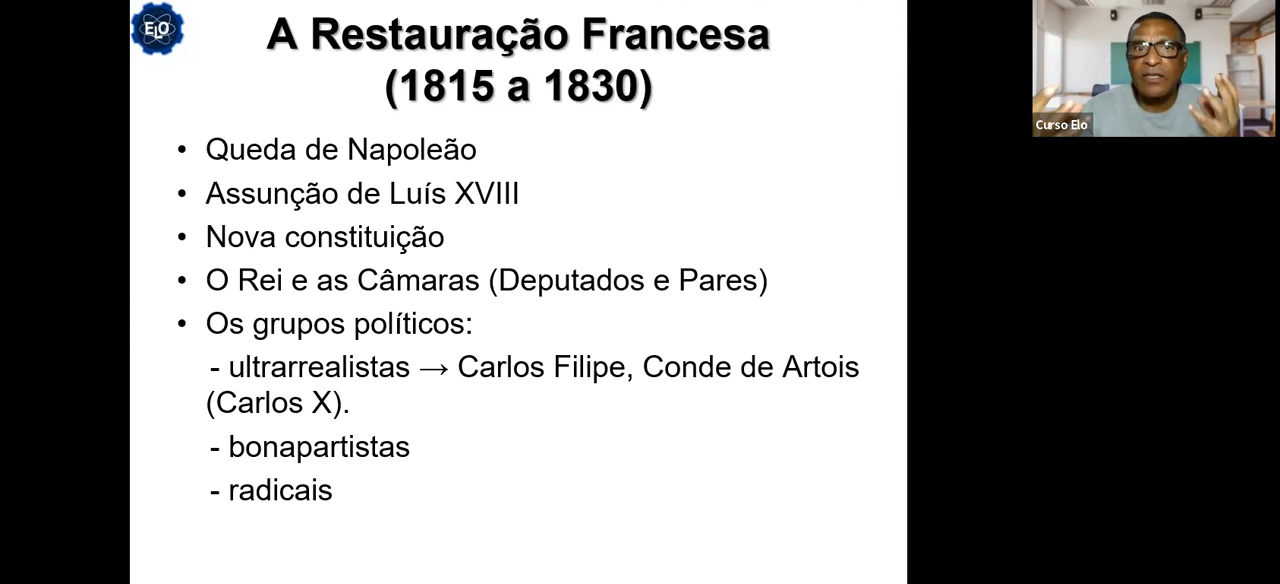 ELO
A Restauração Francesa
(1815 a 1830)
• Queda de Napoleão
• Assunção de Luís XVIII
• Nova constituição
• O Rei e as Câmaras (Deputados e Pares)
• Os grupos políticos:
- ultrarrealistas → Carlos Filipe, Conde de Artois
(Carlos X).
- bonapartistas
- radicais
Curso Elo